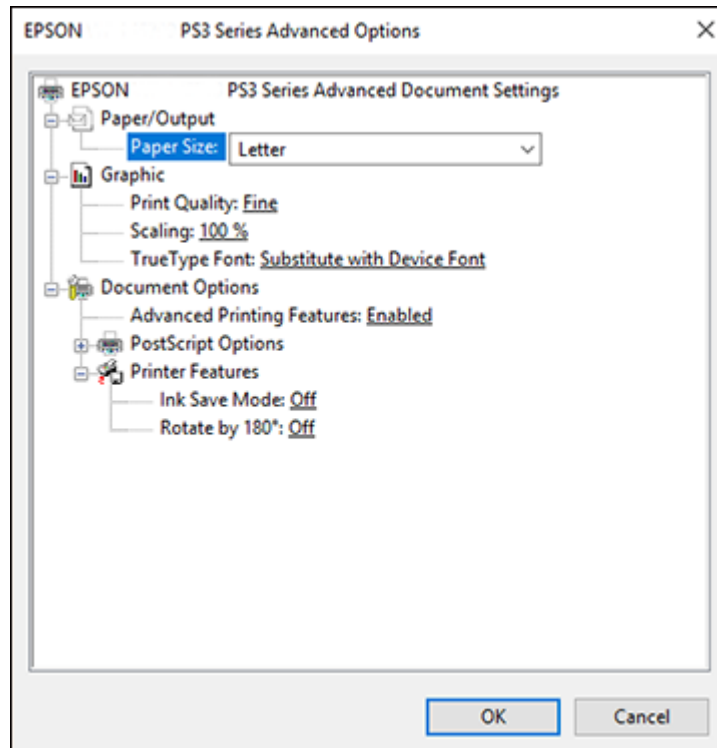 EPSON PS3 Series Advanced Options
EPSON PS3 Series Advanced Document Settings
Paper/Output
Paper Size: Letter
Graphic
Print Quality: Fine
Scaling: 100 %
TrueType Font: Substitute with Device Font
Document Options
Advanced Printing Features: Enabled
PostScript Options
Printer Features
Ink Save Mode: Off
Rotate by 180°: Off
OK Cancel